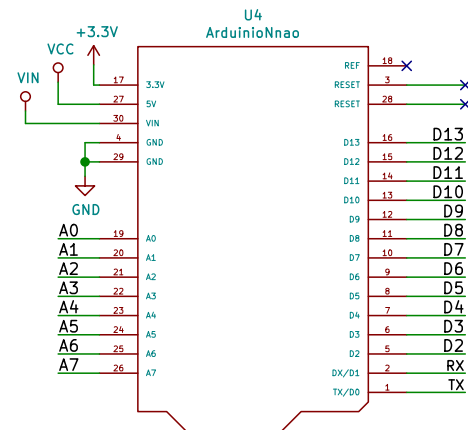 U4
ArduinioNnao
+3.3V
VCC
VIN
17 3.3V
27 5V
30 VIN
4 GND
29 GND
GND
A0 19 A0
A1 20 A1
A2 21 A2
A3 22 A3
A4 23 A4
A5 24 A5
A6 25 A6
A7 26 A7
REF 18
RESET 3
RESET 28
D13 16 D13
D12 15 D12
D11 14 D11
D10 13 D10
D9 12 D9
D8 11 D8
D7 10 D7
D6 9 D6
D5 8 D5
D4 7 D4
D3 6 D3
D2 5 D2
DX/D1 2 RX
TX/D0 1 TX